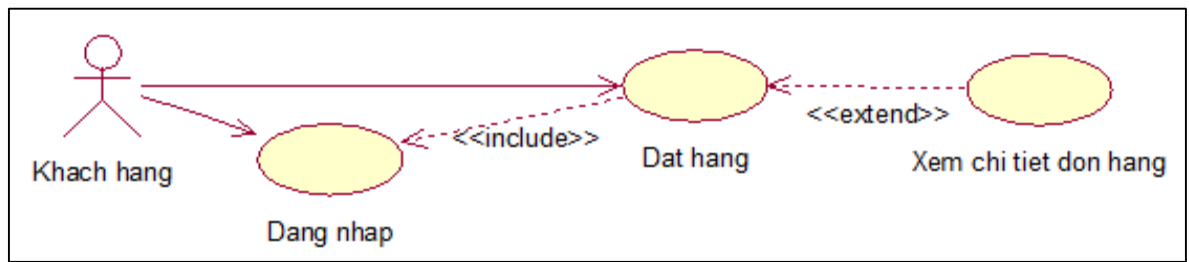 Khach hang
Dang nhap
<<include>>
Dat hang
<<extend>>
Xem chi tiet don hang